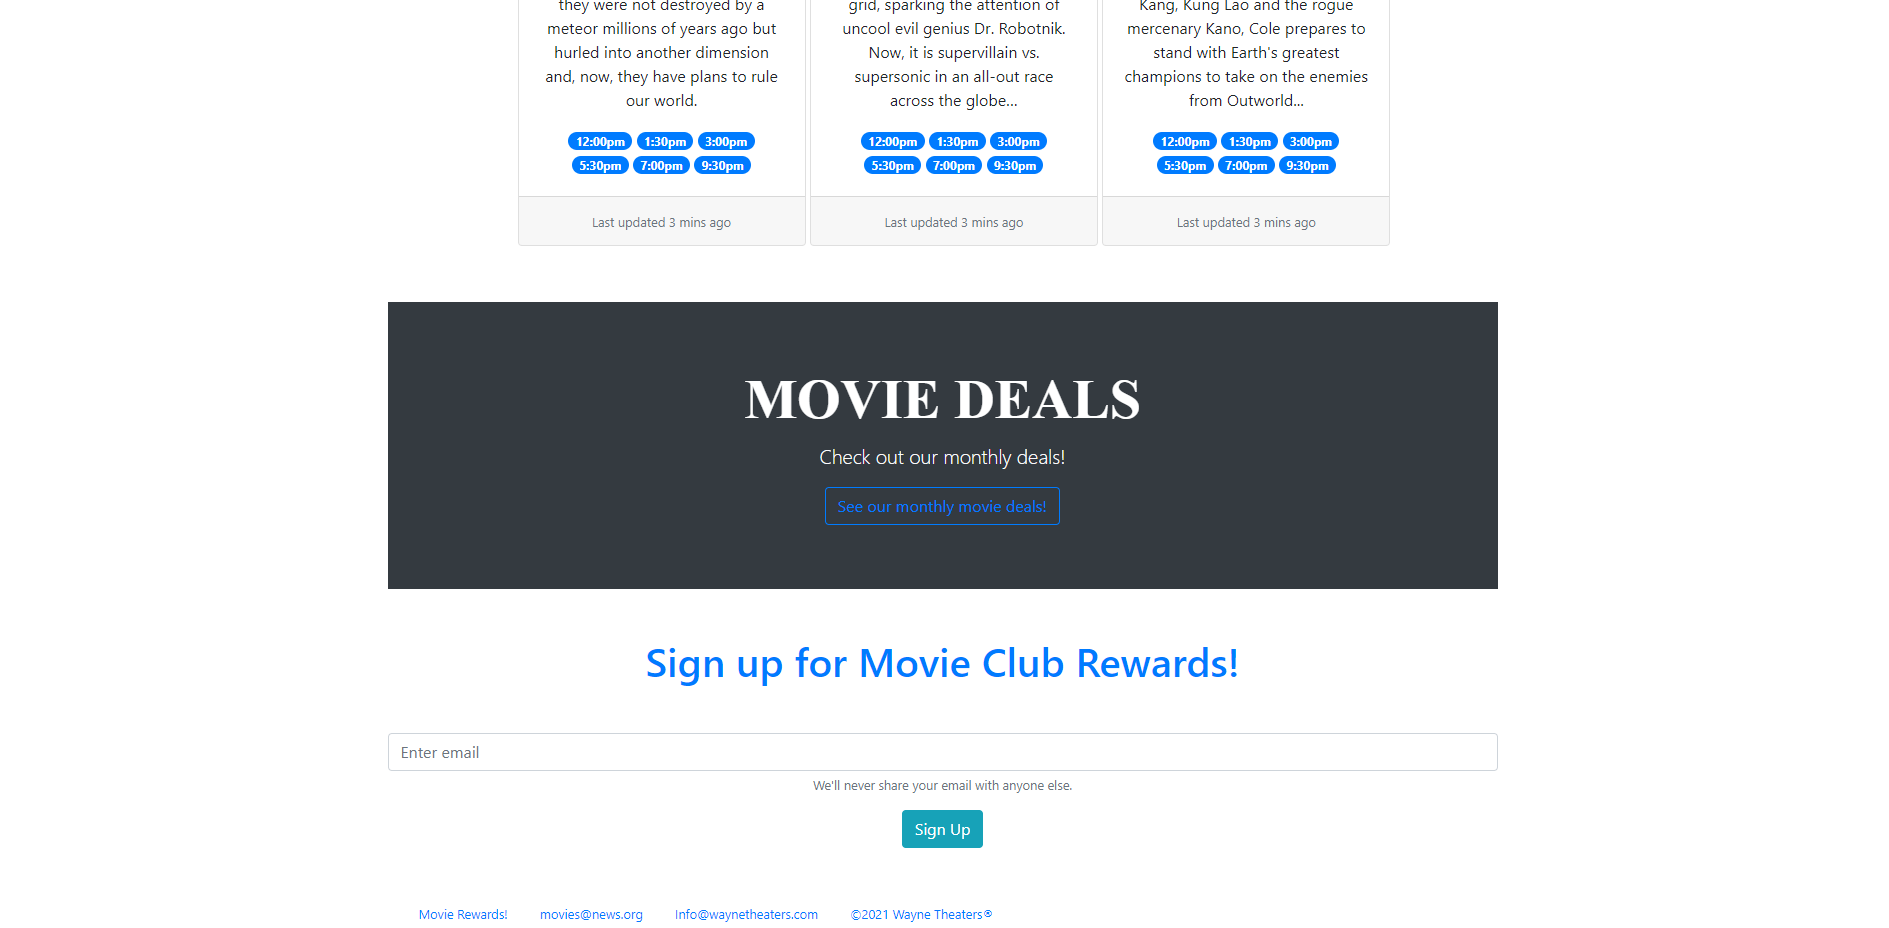 they were not destroyed by a
meteor millions of years ago but
hurled into another dimension
and, now, they have plans to rule
our world.
12:00pm 1:30pm 3:00pm
5:30pm 7:00pm 9:30pm
Last updated 3 mins ago
grid, sparking the attention of
uncool evil genius Dr. Robotnik.
Now, it is supervillain vs.
supersonic in an all-out race
across the globe...
12:00pm 1:30pm 3:00pm
5:30pm 7:00pm 9:30pm
Last updated 3 mins ago
Kang, Kung Lao and the rogue
mercenary Kano, Cole prepares to
stand with Earth's greatest
champions to take on the enemies
from Outworld...
12:00pm 1:30pm 3:00pm
5:30pm 7:00pm 9:30pm
Last updated 3 mins ago
MOVIE DEALS
Check out our monthly deals!
See our monthly movie deals!
Sign up for Movie Club Rewards!
Enter email
We'll never share your email with anyone else.
Sign Up
Movie Rewards! movies@news.org Info@waynetheaters.com ©2021 Wayne Theaters®